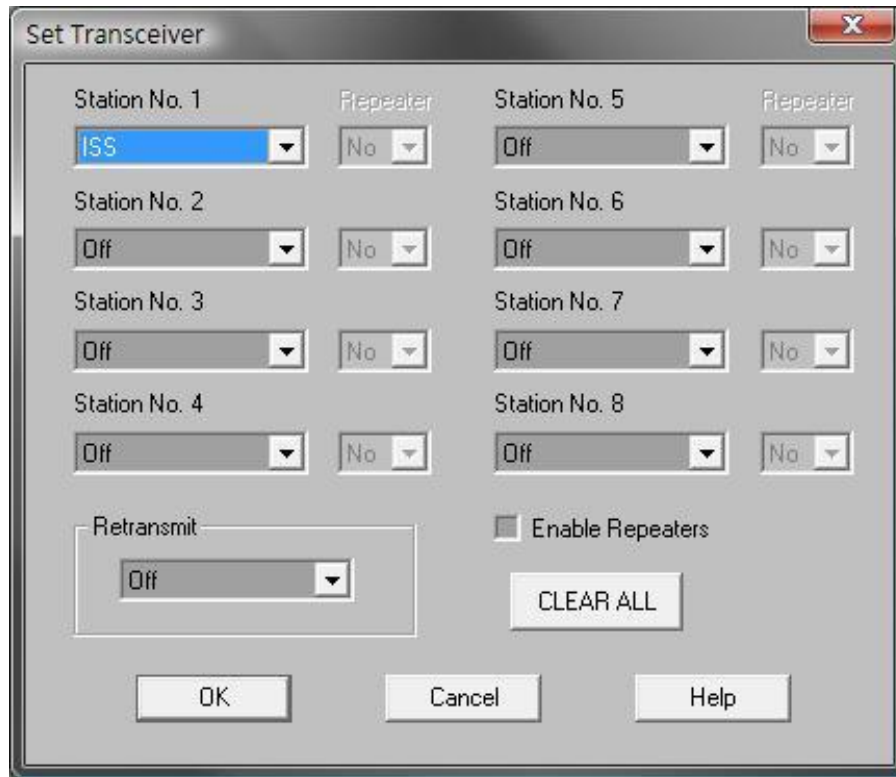 Set Transceiver
Station No. 1 Repeater Station No. 5 Repeater
ISS No Off No
Station No. 2 Station No. 6
Off No Off No
Station No. 3 Station No. 7
Off No Off No
Station No. 4 Station No. 8
Off No Off No
Retransmit
Enable Repeaters
Off
CLEAR ALL
OK Cancel Help